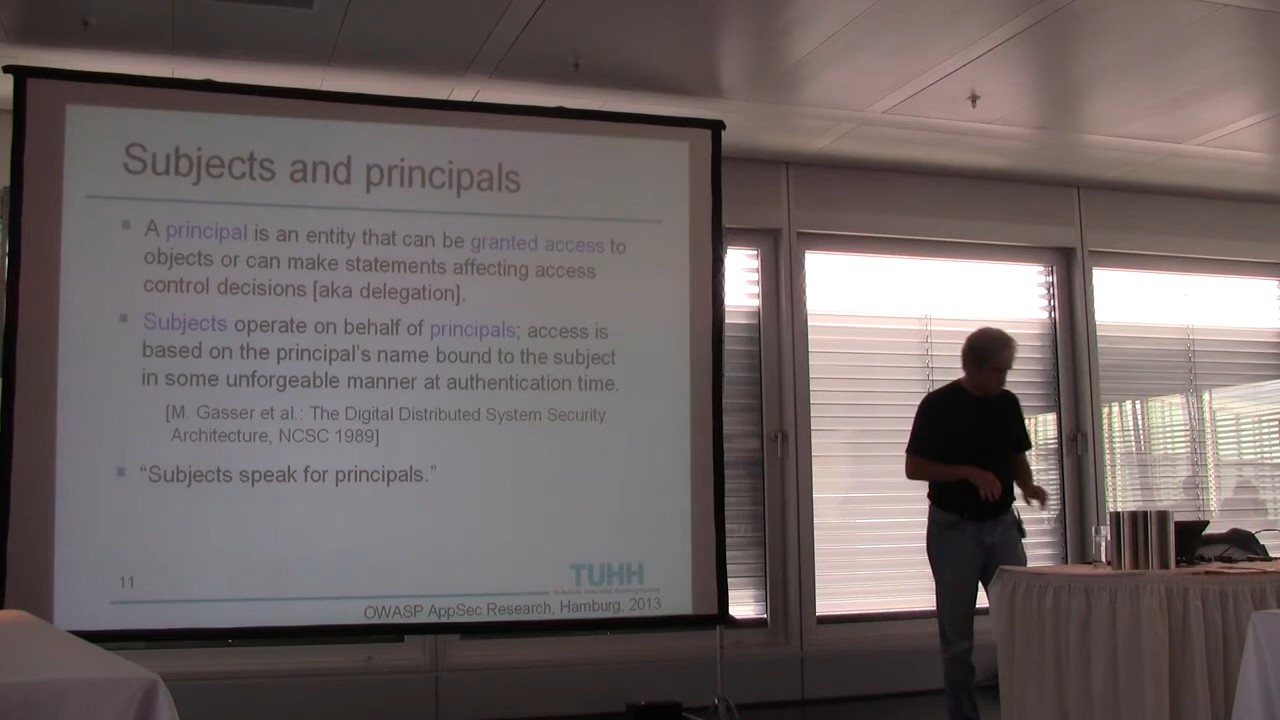 Subjects and principals
A principal is an entity that can be granted access to
objects or can make statements affecting access
control decisions [aka delegation].
Subjects operate on behalf of principals; access is
based on the principal's name bound to the subject
in some unforgeable manner at authentication time.
[M. Gasser et al.: The Digital Distributed System Security
Architecture, NCSC 1989]
"Subjects speak for principals."
11
TUHH
OWASP AppSec Research, Hamburg, 2013